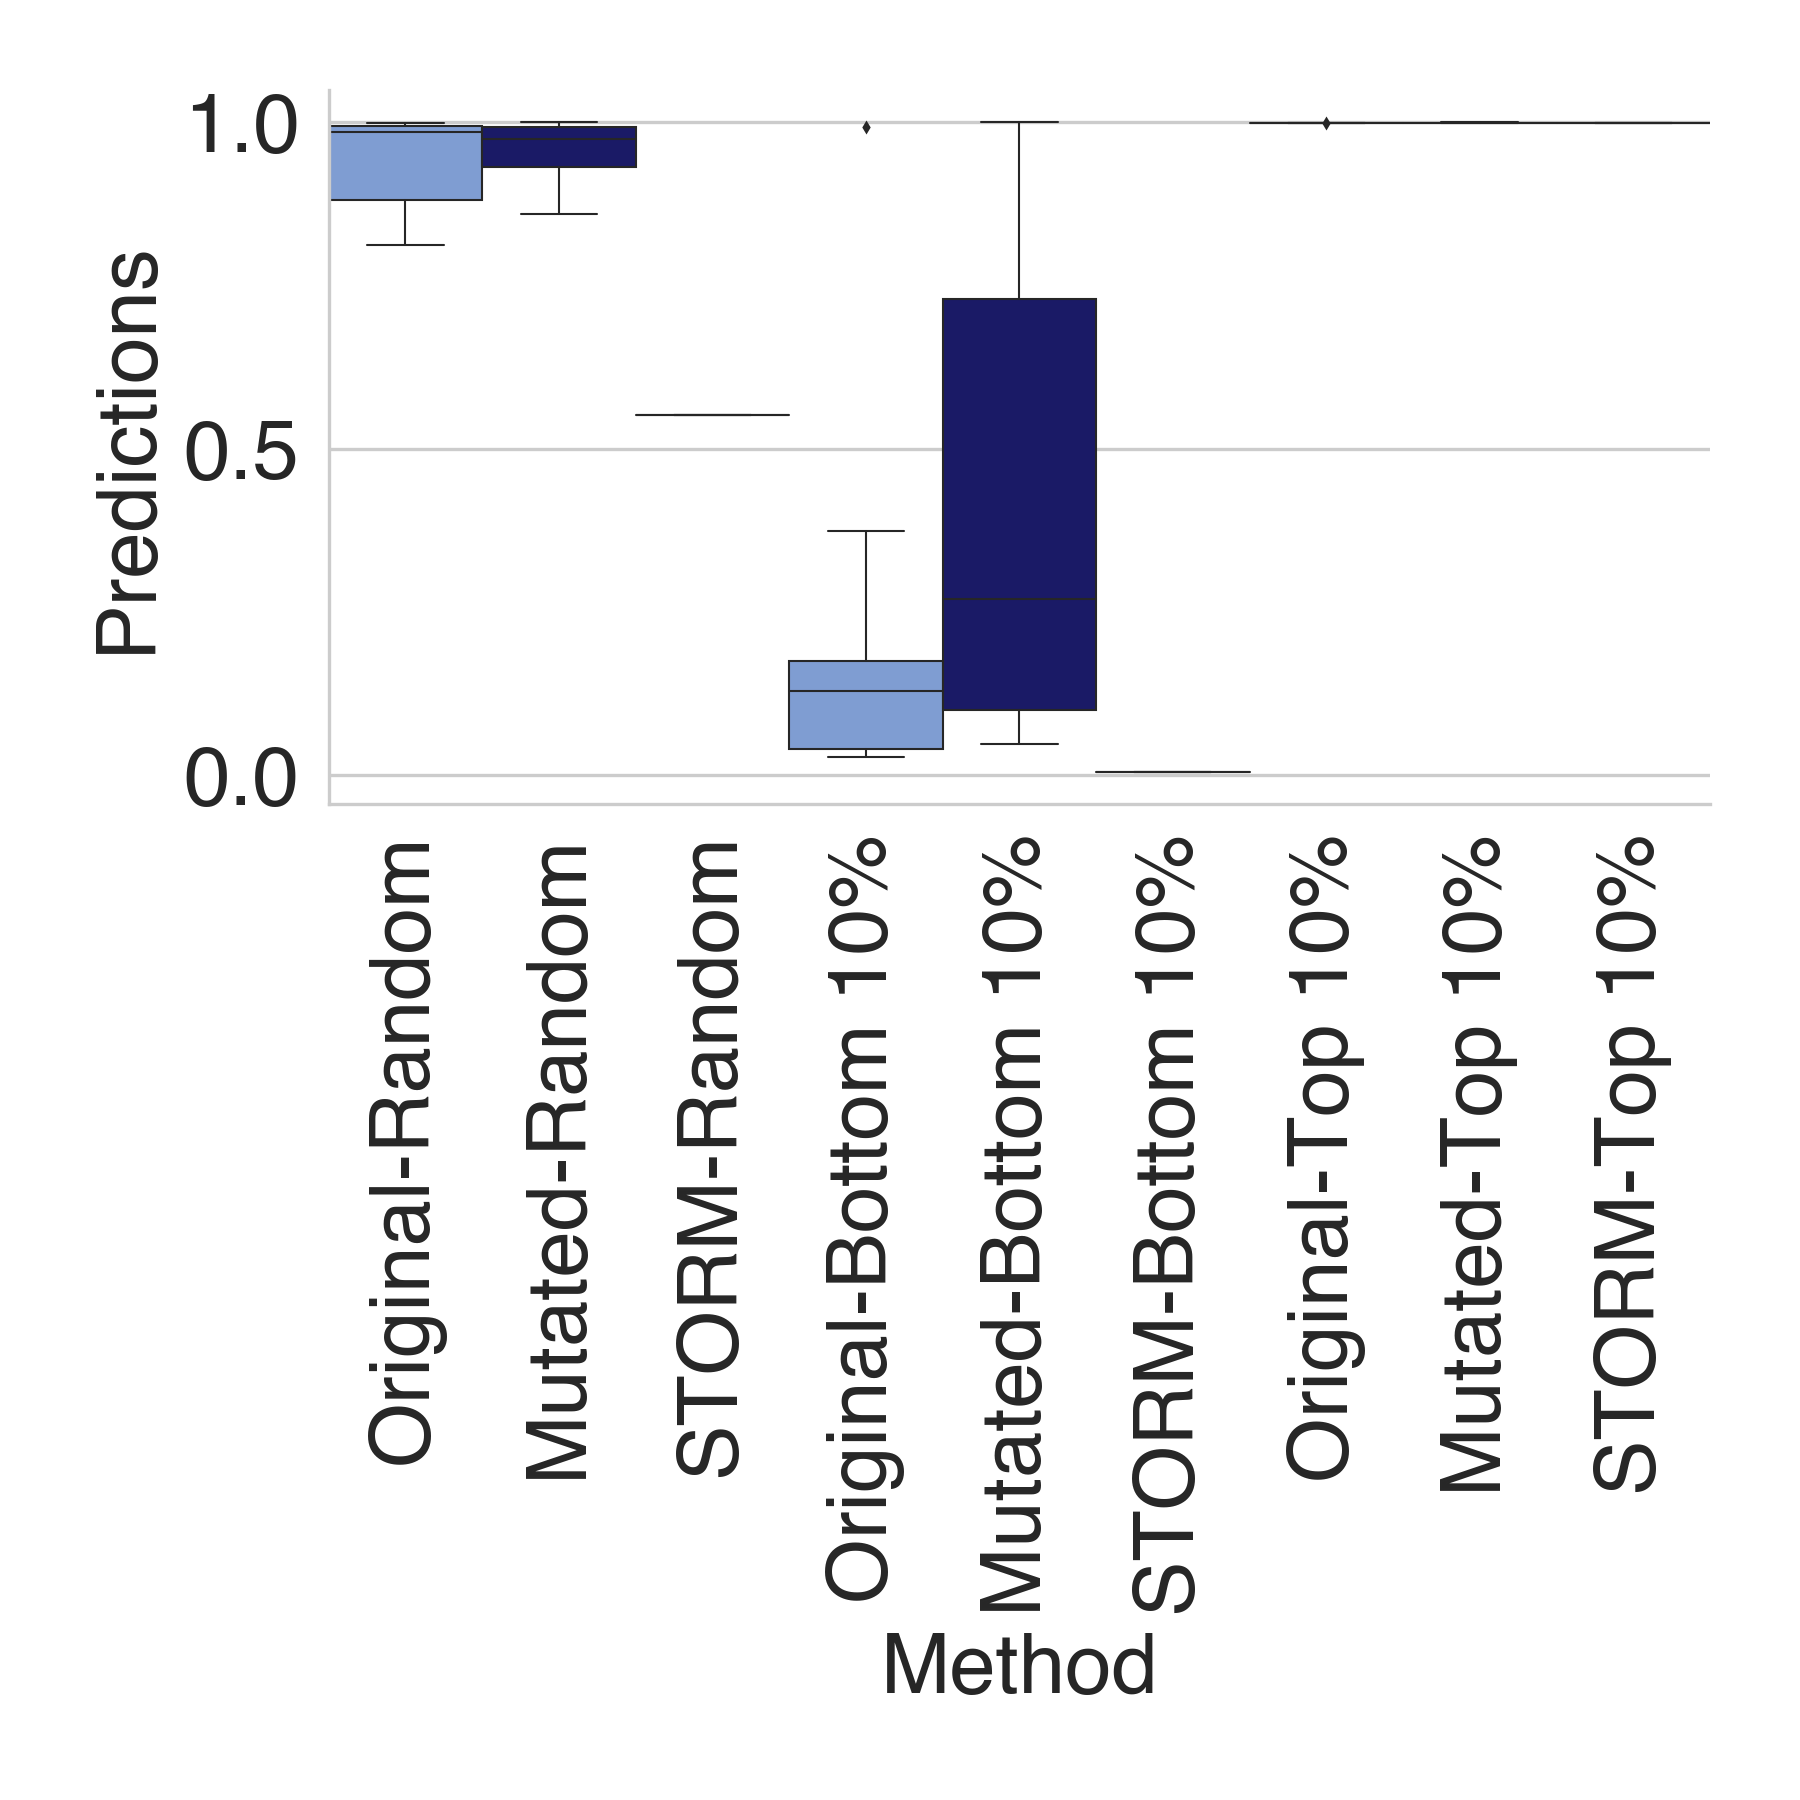 1.0
0.5
0.0
Predictions
Original-Random
Mutated-Random
STORM-Random
Original-Bottom 10%
Mutated-Bottom 10%
STORM-Bottom 10%
Original-Top 10%
Mutated-Top 10%
STORM-Top 10%
Method